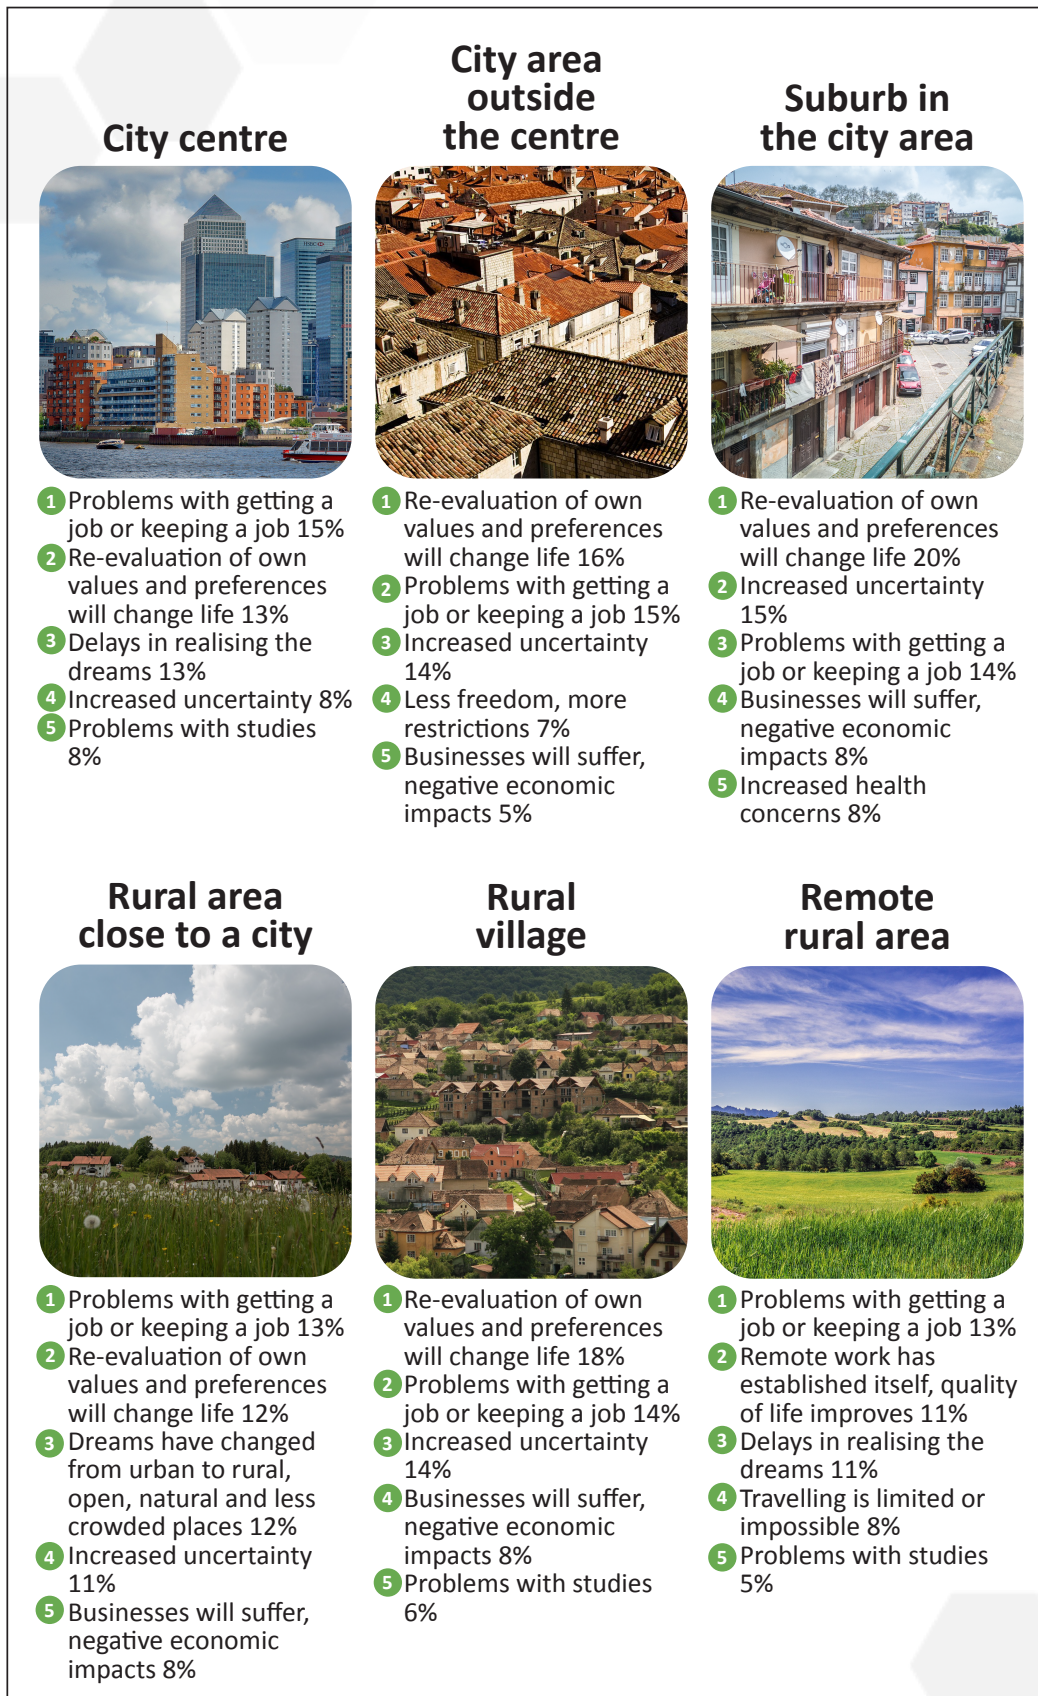 City centre
1 Problems with getting a
job or keeping a job 15%
2 Re-evaluation of own
values and preferences
will change life 13%
3 Delays in realising the
dreams 13%
4 Increased uncertainty 8%
5 Problems with studies
8%
City area
outside
the centre
1 Re-evaluation of own
values and preferences
will change life 16%
2 Problems with getting a
job or keeping a job 15%
3 Increased uncertainty
14%
4 Less freedom, more
restrictions 7%
5 Businesses will suffer,
negative economic
impacts 5%
Suburb in
the city area
1 Re-evaluation of own
values and preferences
will change life 20%
2 Increased uncertainty
15%
3 Problems with getting a
job or keeping a job 14%
4 Businesses will suffer,
negative economic
impacts 8%
5 Increased health
concerns 8%
Rural area
close to a city
1 Problems with getting a
job or keeping a job 13%
2 Re-evaluation of own
values and preferences
will change life 12%
3 Dreams have changed
from urban to rural,
open, natural and less
crowded places 12%
4 Increased uncertainty
11%
5 Businesses will suffer,
negative economic
impacts 8%
Rural
village
1 Re-evaluation of own
values and preferences
will change life 18%
2 Problems with getting a
job or keeping a job 14%
3 Increased uncertainty
14%
4 Businesses will suffer,
negative economic
impacts 8%
5 Problems with studies
6%
Remote
rural area
1 Problems with getting a
job or keeping a job 13%
2 Remote work has
established itself, quality
of life improves 11%
3 Delays in realising the
dreams 11%
4 Travelling is limited or
impossible 8%
5 Problems with studies
5%
HSBC